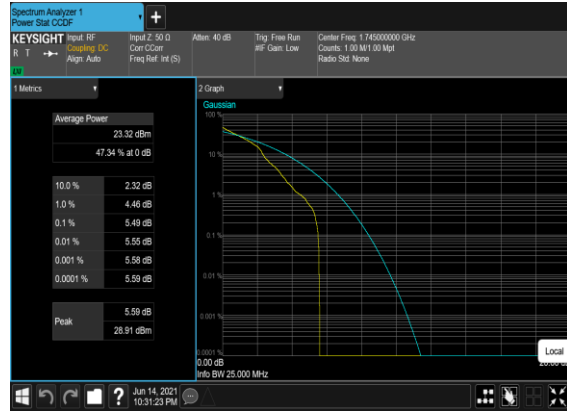 Spectrum Analyzer 1
Power Stat CCDF
KEYSIGHT
R T
Input: RF
Coupling: DC
Align: Auto
Input Z: 50 Ω
Corr CCorr
Freq Ref: Int (S)
Atten: 40 dB
Trig: Free Run
#IF Gain: Low
Center Freq: 1.745000000 GHz
Counts: 1.00 M/1.00 Mpt
Radio Std: None
1 Metrics
Average Power
23.32 dBm
47.34 % at 0 dB
10.0 % 2.32 dB
1.0 % 4.46 dB
0.1 % 5.49 dB
0.01 % 5.55 dB
0.001 % 5.58 dB
0.0001 % 5.59 dB
Peak
5.59 dB
28.91 dBm
2 Graph
Gaussian
100 %
10 %
1 %
0.1 %
0.01 %
0.001 %
0.0001 %
0.00 dB
Info BW 25.000 MHz
Local
Jun 14, 2021
10:31:23 PM